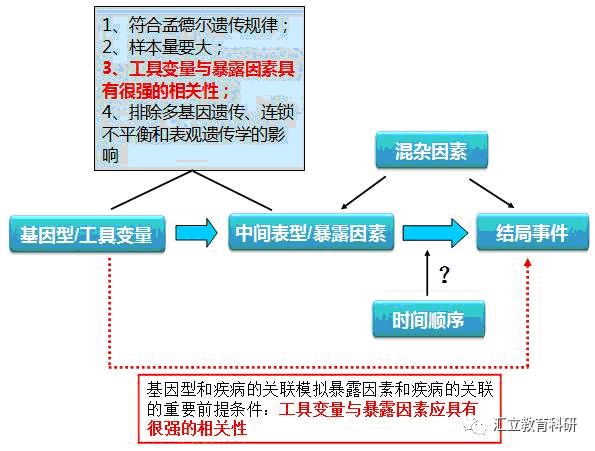 1、符合孟德尔遗传规律；
2、样本量要大；
3、工具变量与暴露因素具
有很强的相关性；
4、排除多基因遗传、连锁
不平衡和表观遗传学的影
响
混杂因素
基因型/工具变量
中间表型/暴露因素
结局事件
?
时间顺序
基因型和疾病的关联模拟暴露因素和疾病的关联
的重要前提条件：工具变量与暴露因素应具有
很强的相关性
汇立教育科研